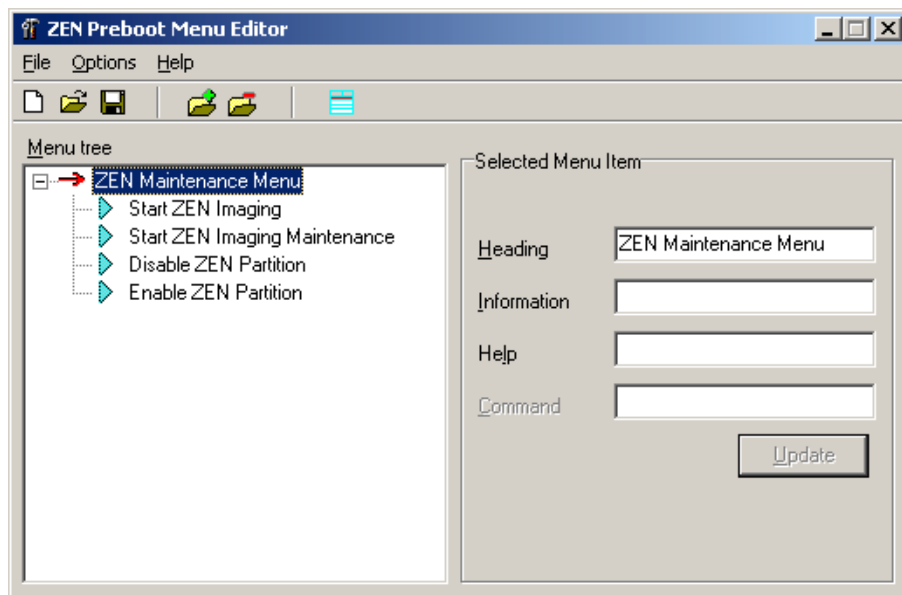 ZEN Preboot Menu Editor
File Options Help
Menu tree
ZEN Maintenance Menu
Start ZEN Imaging
Start ZEN Imaging Maintenance
Disable ZEN Partition
Enable ZEN Partition
Selected Menu Item
Heading ZEN Maintenance Menu
Information
Help
Command
Update